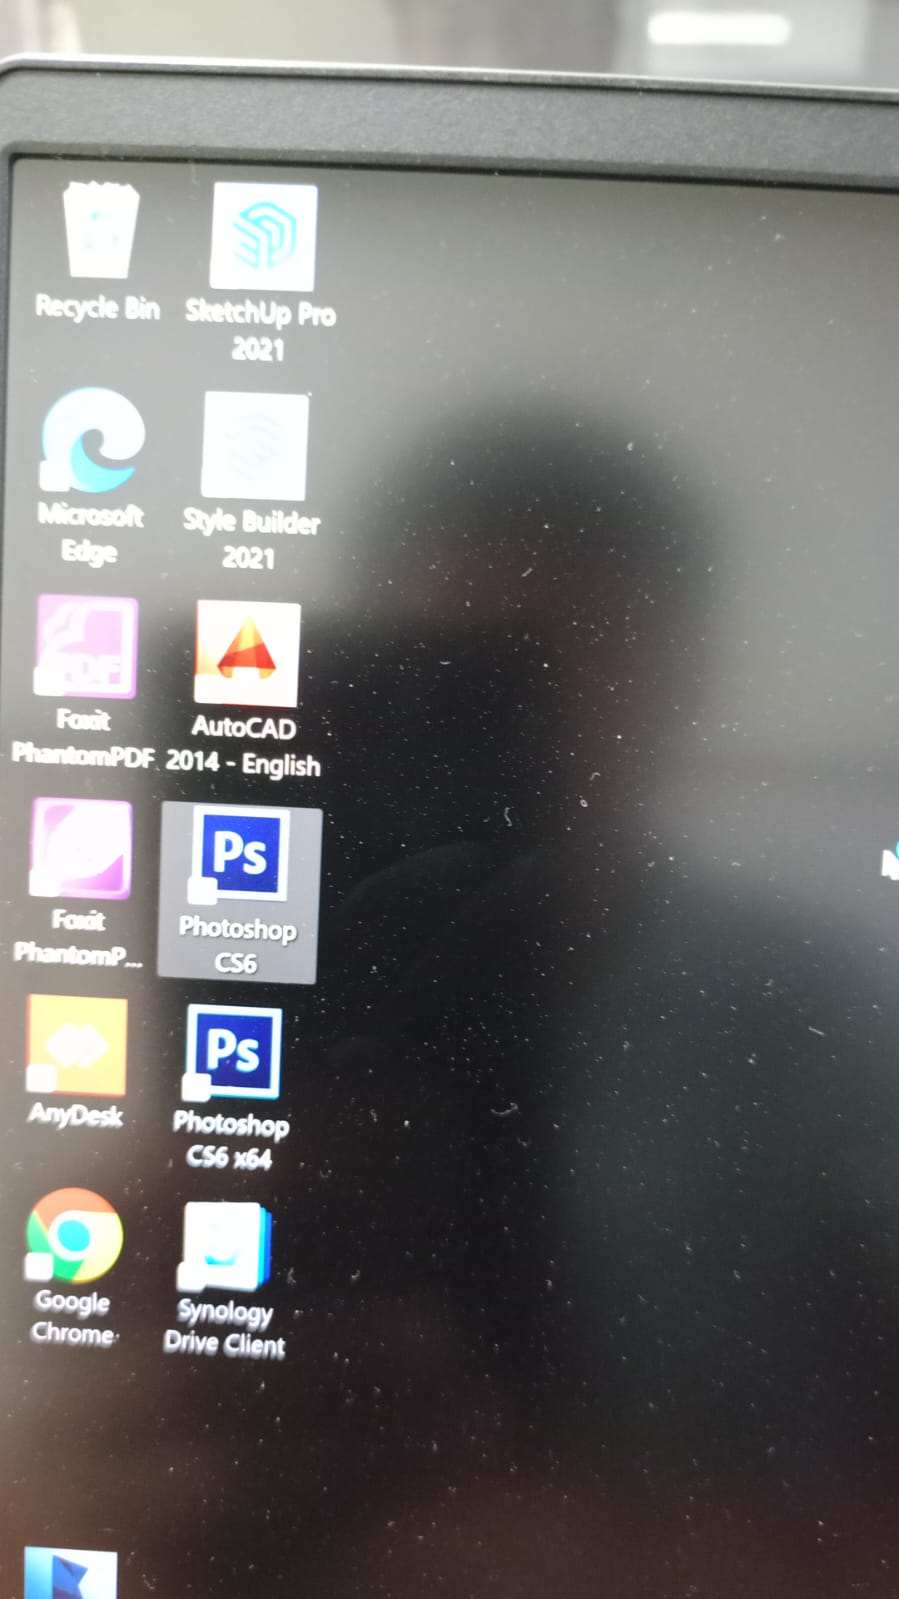 Recycle Bin
SketchUp Pro
2021
Microsoft
Edge
Style Builder
2021
PDF
Foxit
PhantomPDF
AutoCAD
2014 - English
Foxit
PhantomP...
Ps
Photoshop
CS6
AnyDesk
Ps
Photoshop
CS6 x64
Google
Chrome
Synology
Drive Client